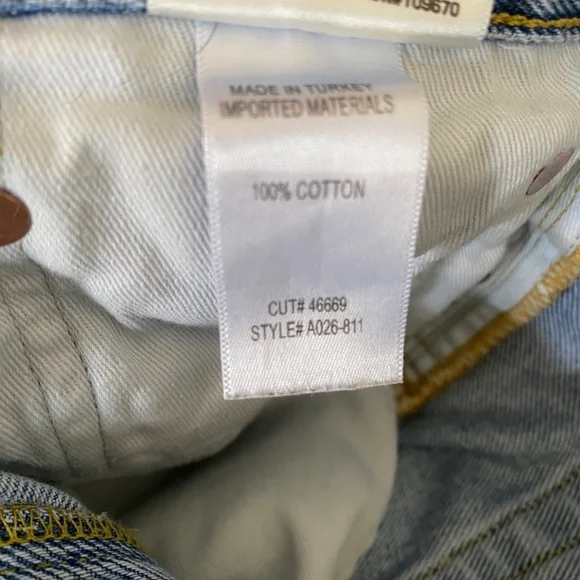 MADE IN TURKEY
IMPORTED MATERIALS
100% COTTON
CUT# 46669
STYLE# A026-811